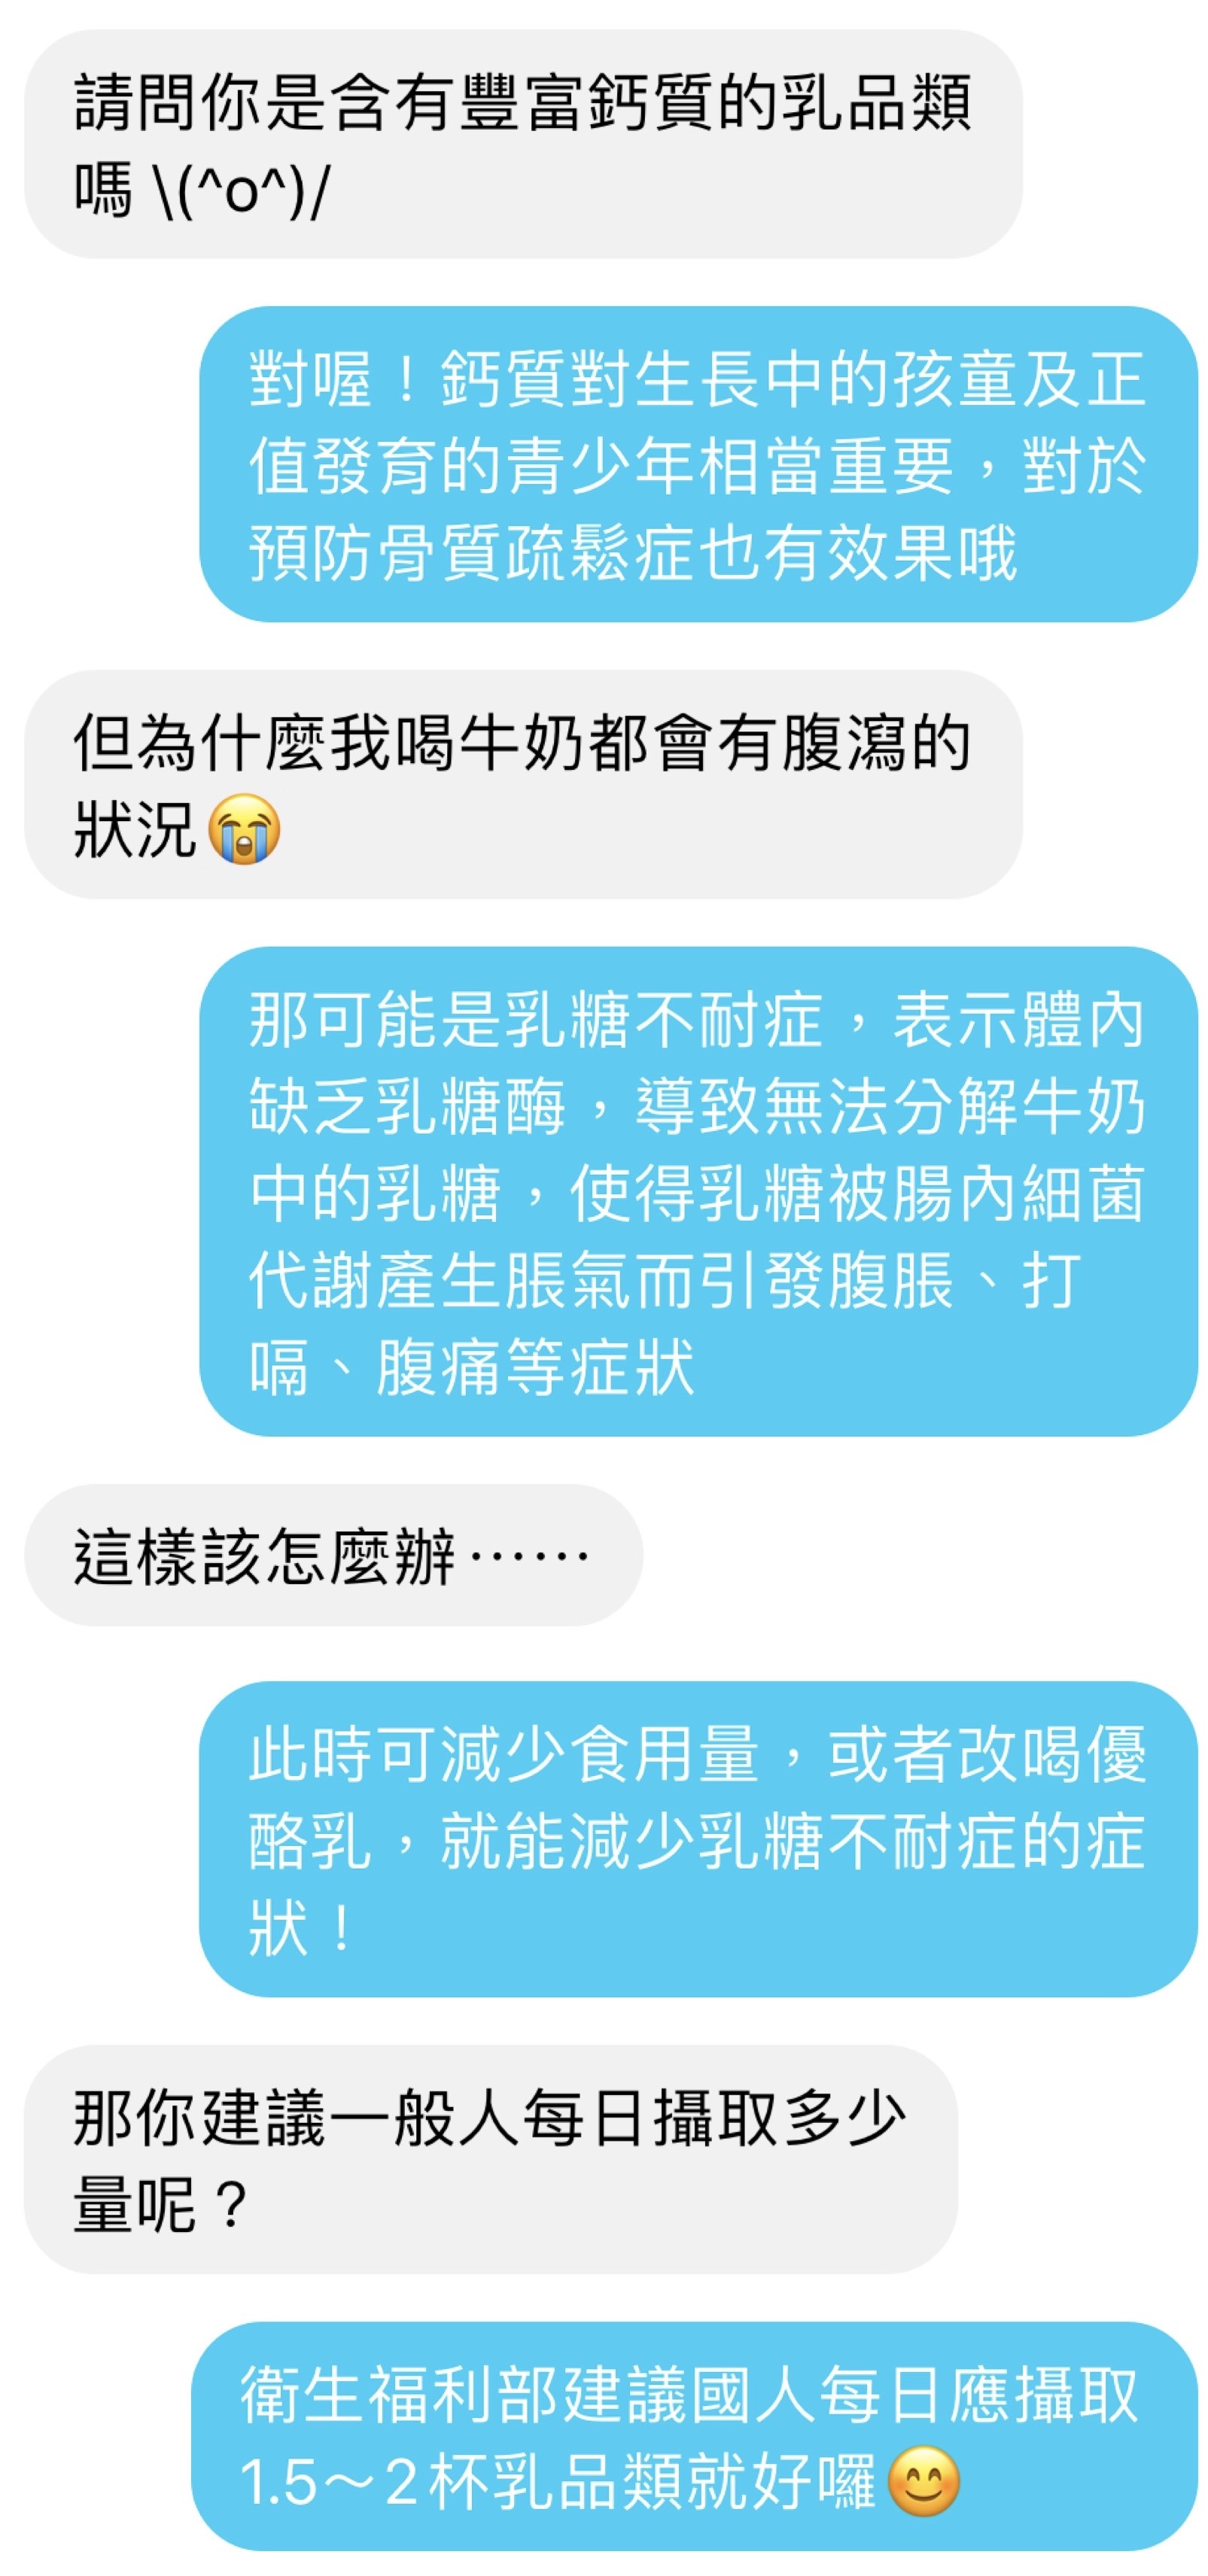 請問你是含有豐富鈣質的乳品類
嗎 \(^o^)/
對喔！鈣質對生長中的孩童及正
值發育的青少年相當重要，對於
預防骨質疏鬆症也有效果哦
但為什麼我喝牛奶都會有腹瀉的
狀況😭
那可能是乳糖不耐症，表示體內
缺乏乳糖酶，導致無法分解牛奶
中的乳糖，使得乳糖被腸內細菌
代謝產生脹氣而引發腹脹、打
嗝、腹痛等症狀
這樣該怎麼辦⋯⋯
此時可減少食用量，或者改喝優
酪乳，就能減少乳糖不耐症的症
狀！
那你建議一般人每日攝取多少
量呢？
衛生福利部建議國人每日應攝取
1.5～2杯乳品類就好囉😊